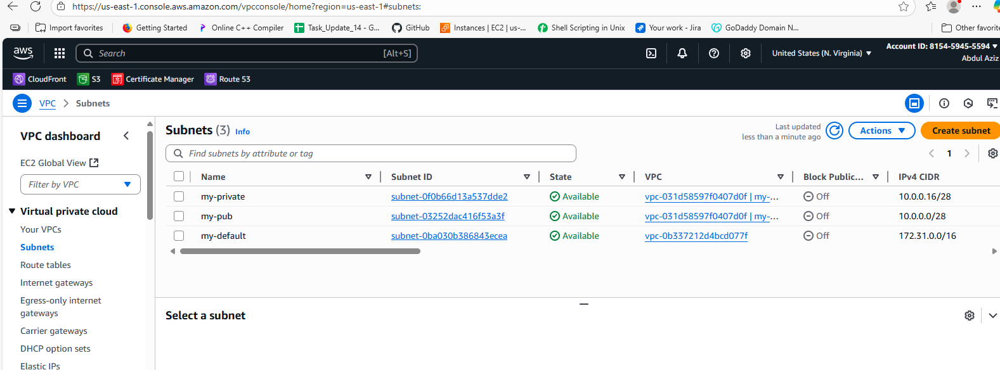 https://us-east-1.console.aws.amazon.com/vpcconsole/home?region=us-east-1#subnets:
Import favorites
Getting Started
Online C++ Compiler
Task_Update_14 - G...
GitHub
Instances | EC2 | us-...
Shell Scripting in Unix
Your work - Jira
GoDaddy Domain N...
Other favorite
aws
Search
[Alt+S]
United States (N. Virginia)
Account ID: 8154-5945-5594
Abdul Aziz
CloudFront
S3
Certificate Manager
Route 53
VPC
Subnets
VPC dashboard
EC2 Global View
Filter by VPC
Virtual private cloud
Your VPCs
Subnets
Route tables
Internet gateways
Egress-only internet
gateways
Carrier gateways
DHCP option sets
Elastic IPs
Subnets (3) Info
Last updated
less than a minute ago
Actions
Create subnet
Find subnets by attribute or tag
1
Name Subnet ID State VPC Block Public... IPv4 CIDR
my-private subnet-0f0b66d13a537dde2 Available vpc-031d58597f0407d0f | my-... Off 10.0.0.16/28
my-pub subnet-03252dac416f53a3f Available vpc-031d58597f0407d0f | my-... Off 10.0.0.0/28
my-default subnet-0ba030b386843ecea Available vpc-0b337212d4bcd077f Off 172.31.0.0/16
Select a subnet